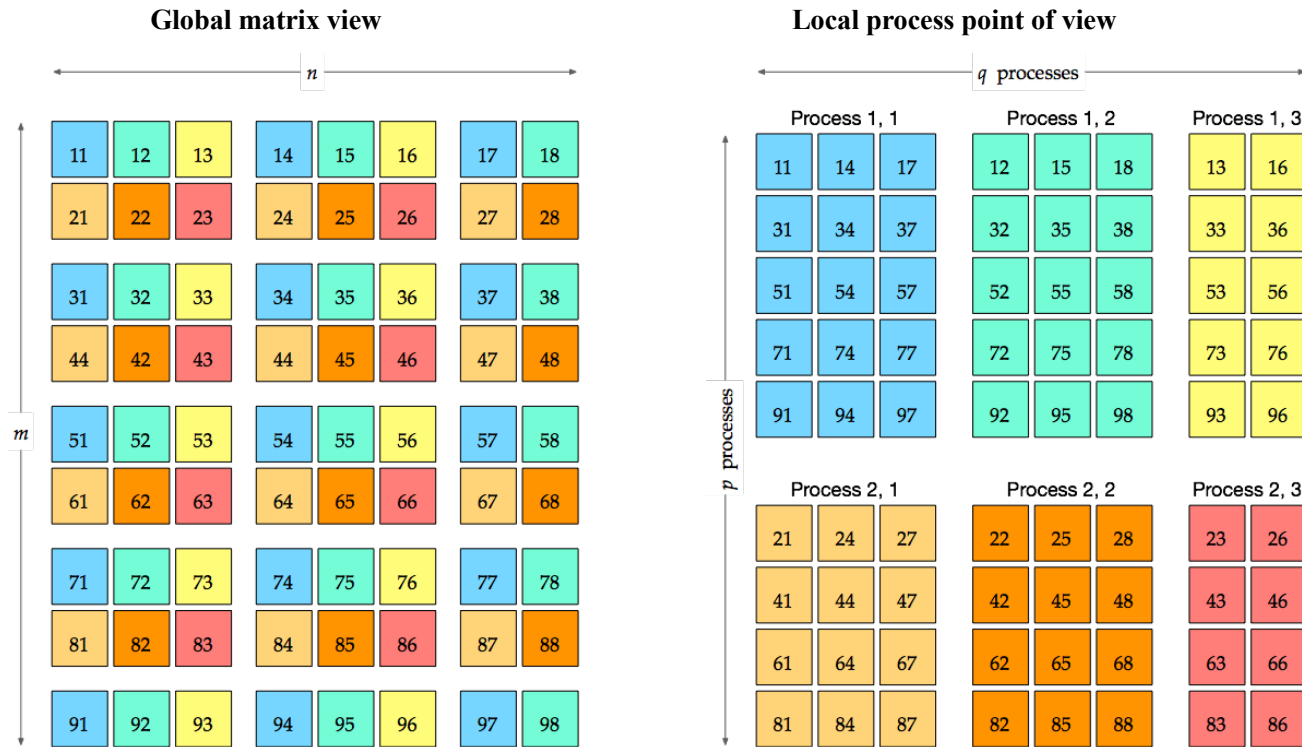 Global matrix view
n
m
11 12 13 14 15 16 17 18
21 22 23 24 25 26 27 28
31 32 33 34 35 36 37 38
44 42 43 44 45 46 47 48
51 52 53 54 55 56 57 58
61 62 63 64 65 66 67 68
71 72 73 74 75 76 77 78
81 82 83 84 85 86 87 88
91 92 93 94 95 96 97 98
Local process point of view
q processes
p processes
Process 1, 1 Process 1, 2 Process 1, 3
11 14 17 12 15 18 13 16
31 34 37 32 35 38 33 36
51 54 57 52 55 58 53 56
71 74 77 72 75 78 73 76
91 94 97 92 95 98 93 96
Process 2, 1 Process 2, 2 Process 2, 3
21 24 27 22 25 28 23 26
41 44 47 42 45 48 43 46
61 64 67 62 65 68 63 66
81 84 87 82 85 88 83 86